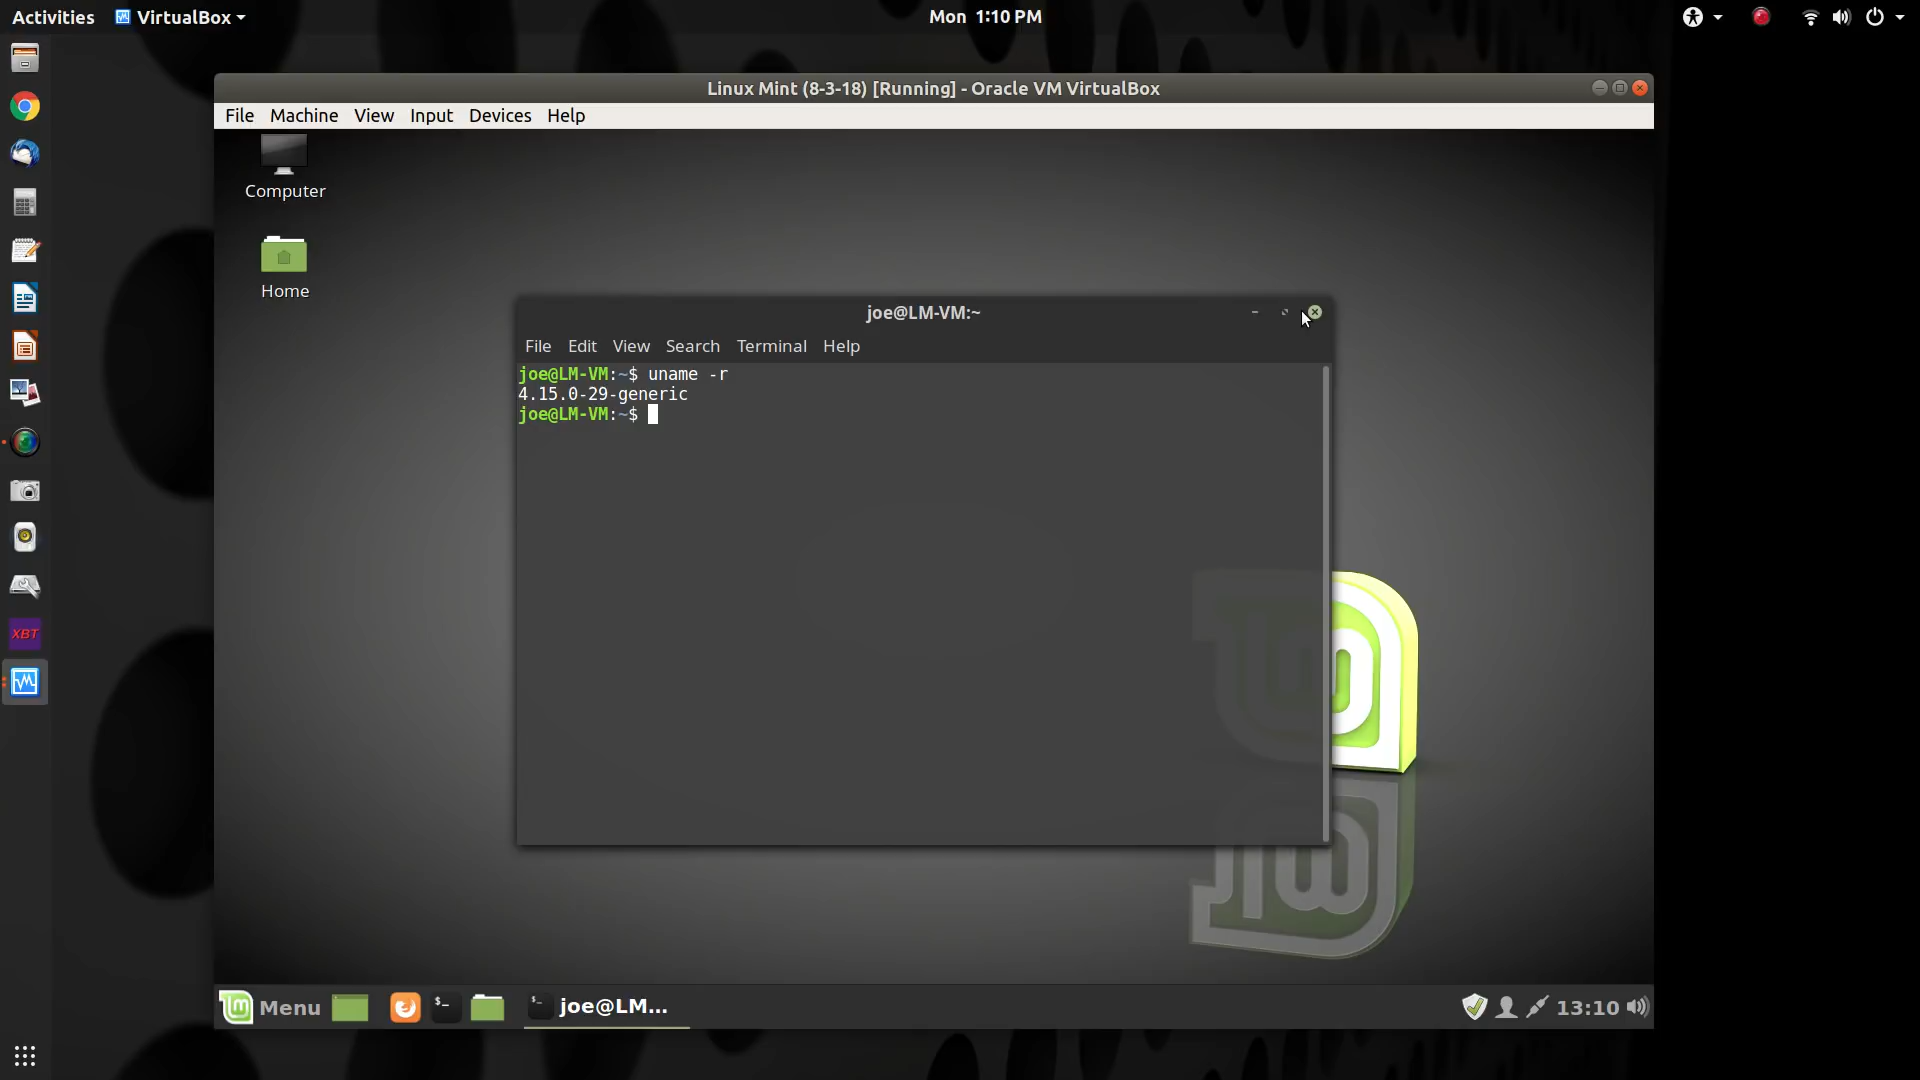 Activities VirtualBox Mon 1:10 PM
Linux Mint (8-3-18) [Running] - Oracle VM VirtualBox
File Machine View Input Devices Help
Computer
Home
joe@LM-VM:~
File Edit View Search Terminal Help
joe@LM-VM:~$ uname -r
4.15.0-29-generic
joe@LM-VM:~$
XBT
Menu $_ $_ joe@LM... 13:10